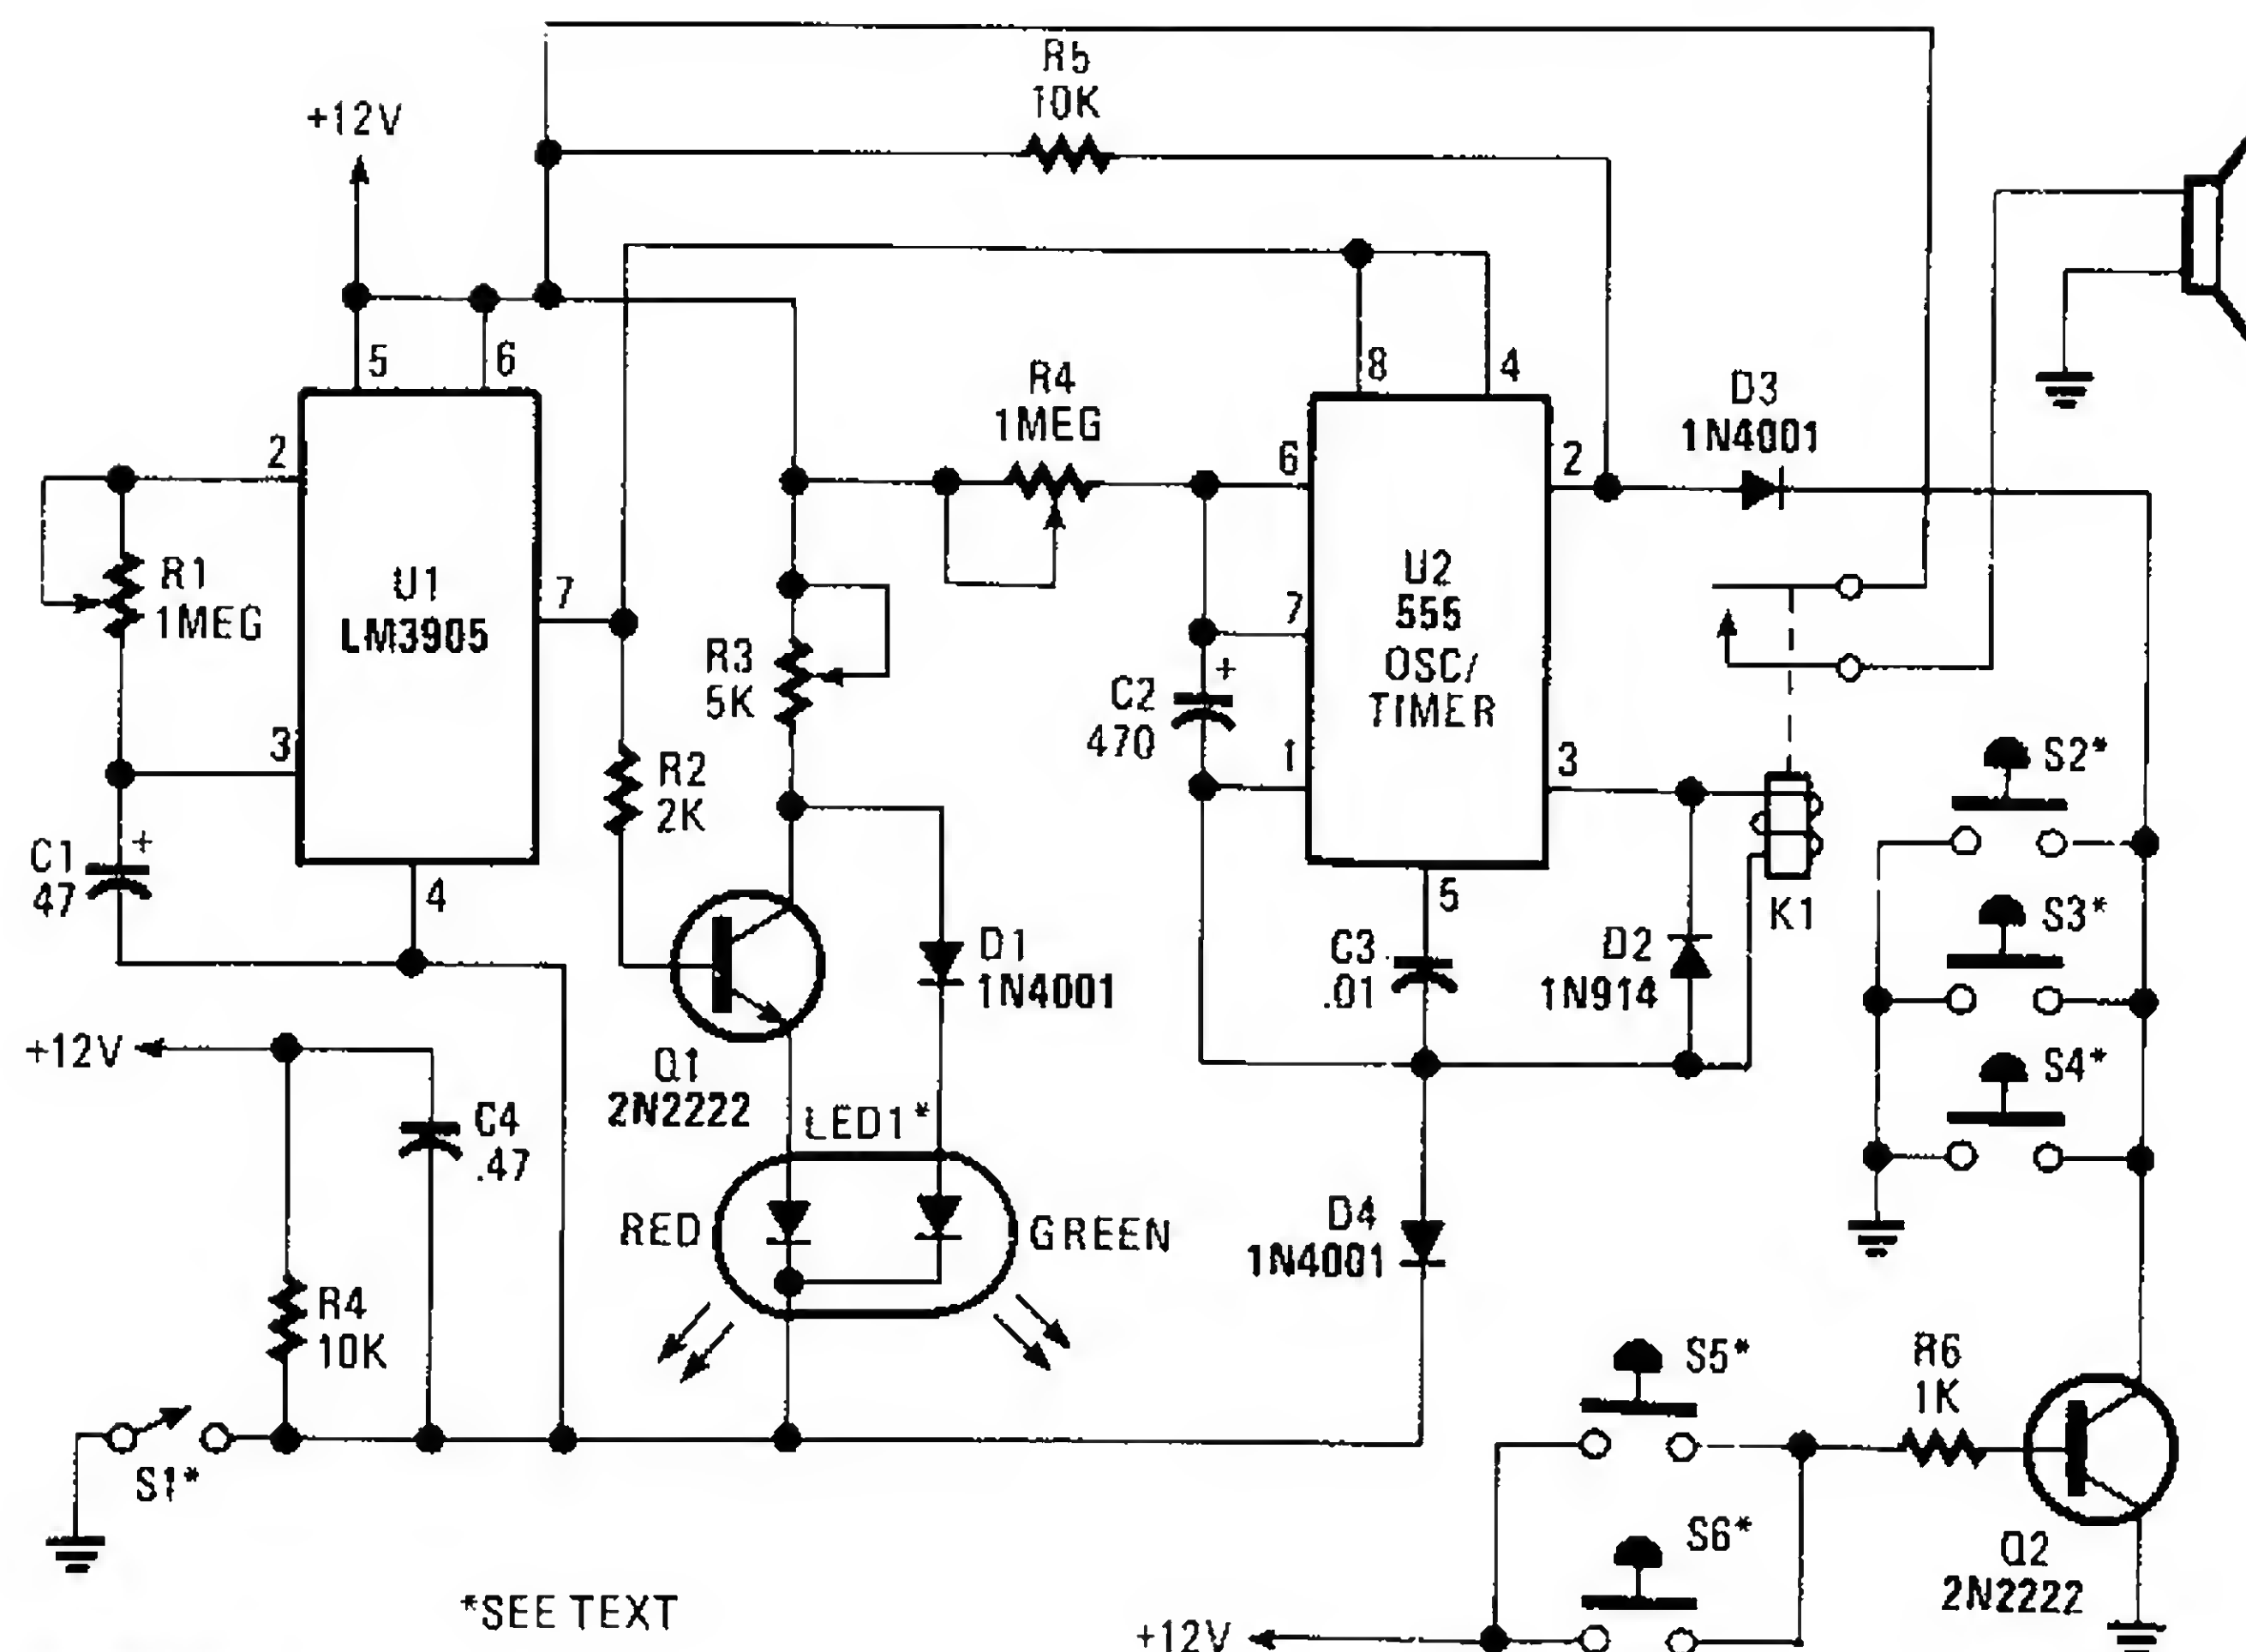 R5
10K
+12V
5
6
R4
1MEG
8
4
D3
1N4001
2
6
2
R1
1MEG
U1
LM3905
7
R3
5K
7
U2
555
OSC/
TIMER
3
R2
2K
C2
470
+
1
3
S2*
C1
47
+
4
5
K1
S3*
D1
1N4001
C3
.01
D2
1N914
+12V
Q1
2N2222
S4*
C4
.47
LED1*
RED
GREEN
D4
1N4001
R4
10K
S5*
R6
1K
S1*
S6*
Q2
2N2222
*SEE TEXT
+12V